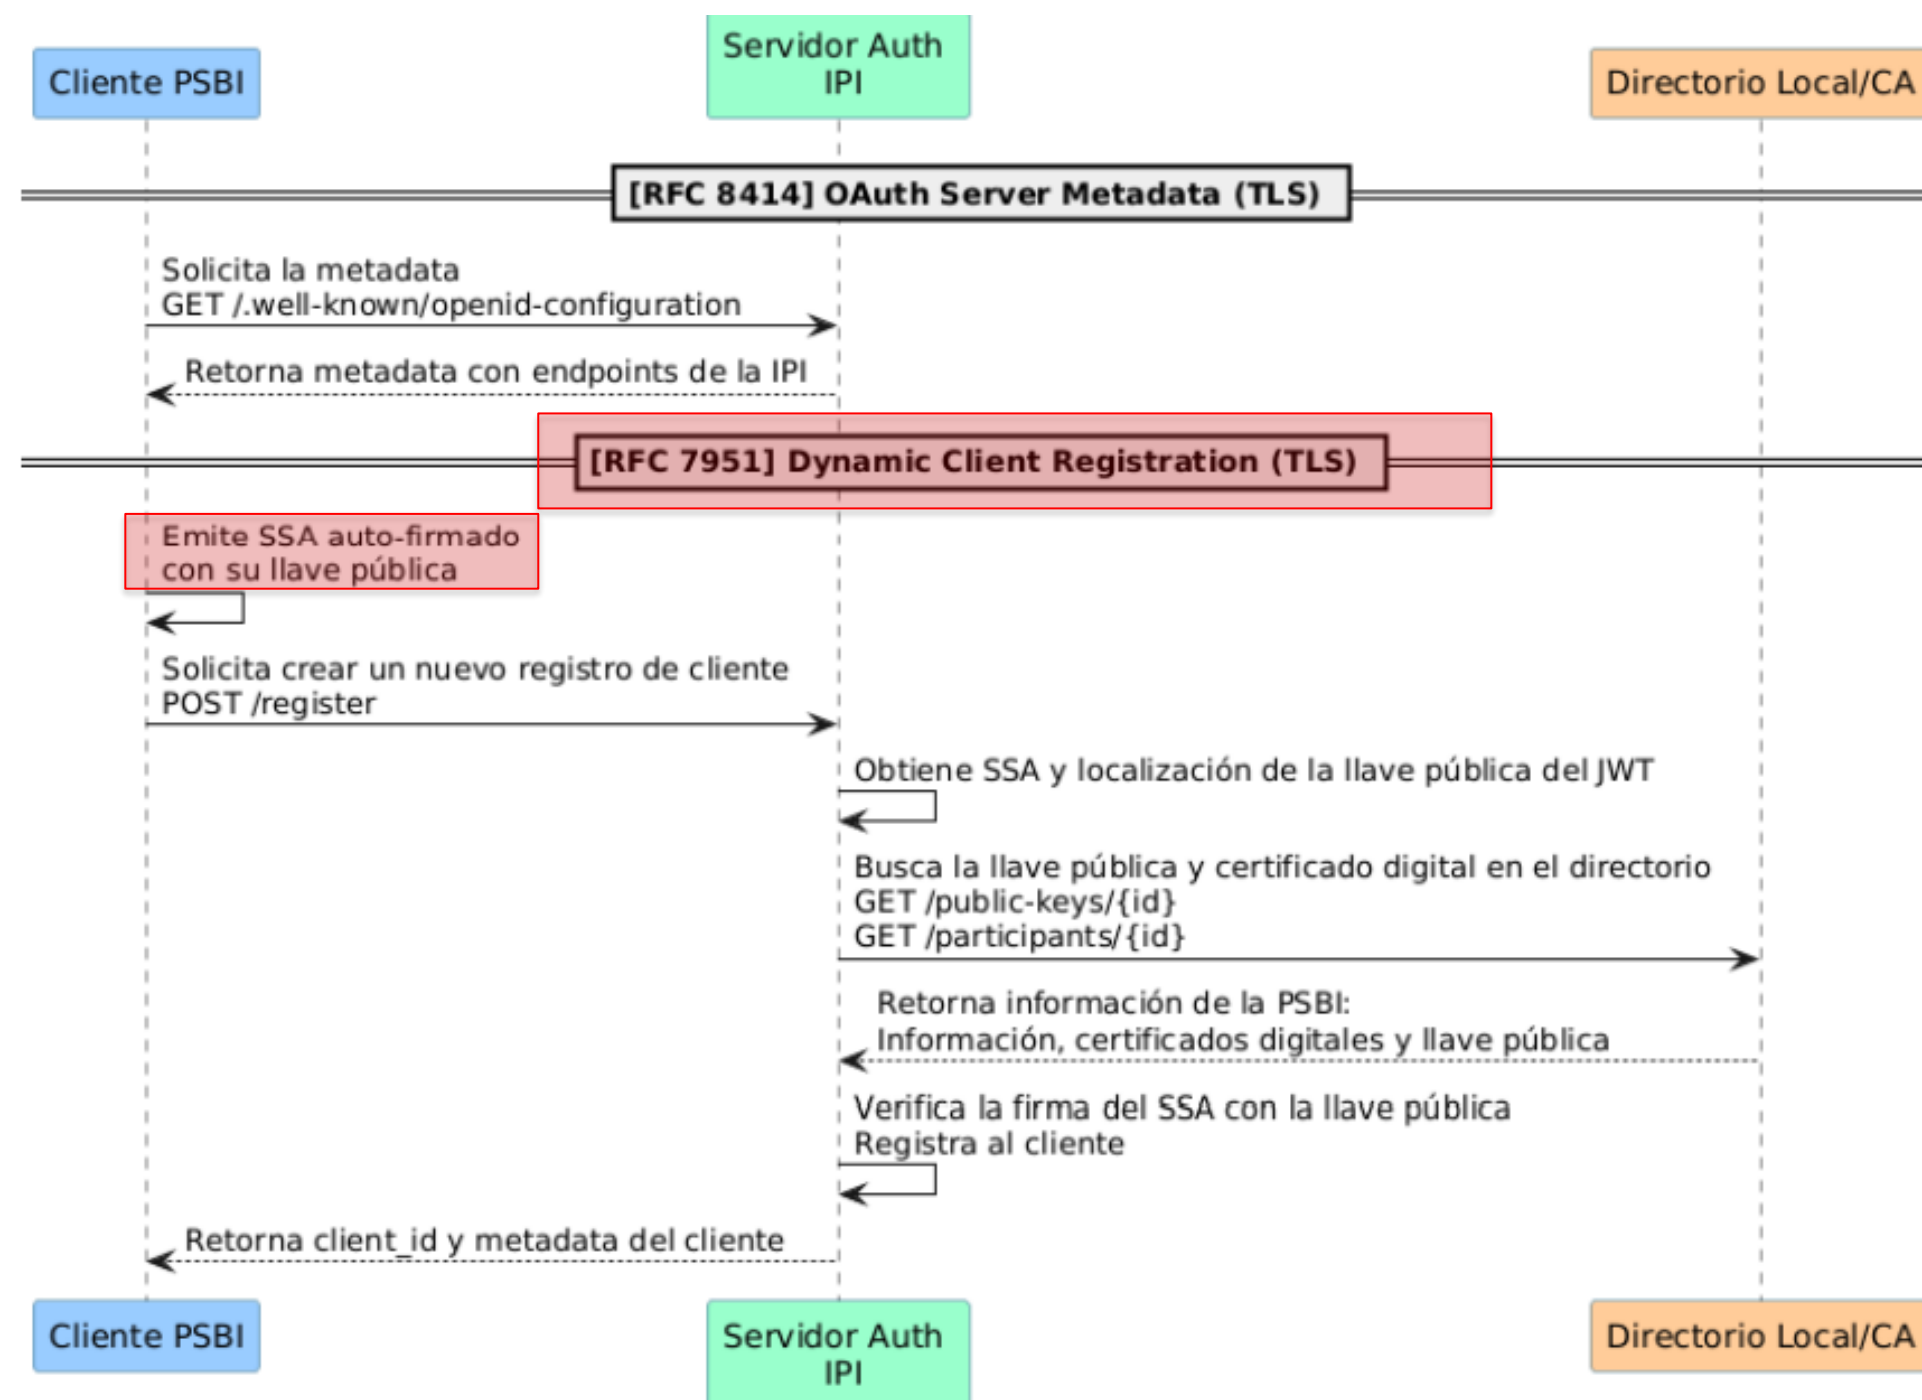 Cliente PSBI
Servidor Auth
IPI
Directorio Local/CA
[RFC 8414] OAuth Server Metadata (TLS)
Solicita la metadata
GET /.well-known/openid-configuration
Retorna metadata con endpoints de la IPI
[RFC 7951] Dynamic Client Registration (TLS)
Emite SSA auto-firmado
con su llave pública
Solicita crear un nuevo registro de cliente
POST /register
Obtiene SSA y localización de la llave pública del JWT
Busca la llave pública y certificado digital en el directorio
GET /public-keys/{id}
GET /participants/{id}
Retorna información de la PSBI:
Información, certificados digitales y llave pública
Verifica la firma del SSA con la llave pública
Registra al cliente
Retorna client_id y metadata del cliente
Cliente PSBI
Servidor Auth
IPI
Directorio Local/CA